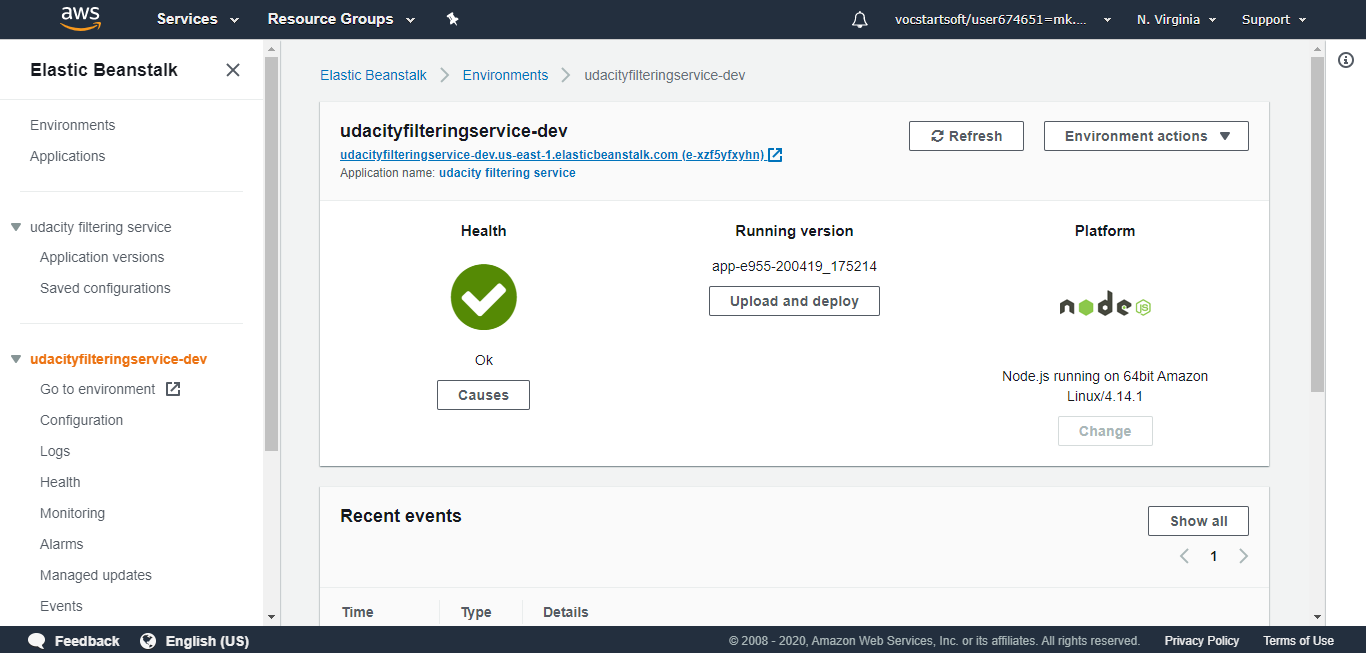 aws
Services
Resource Groups
vocstartsoft/user674651=mk....
N. Virginia
Support
Elastic Beanstalk
Environments
Applications
udacity filtering service
Application versions
Saved configurations
udacityfilteringservice-dev
Go to environment
Configuration
Logs
Health
Monitoring
Alarms
Managed updates
Events
Elastic Beanstalk
Environments
udacityfilteringservice-dev
udacityfilteringservice-dev
udacityfilteringservice-dev.us-east-1.elasticbeanstalk.com (e-xzf5yfxyhn)
Application name: udacity filtering service
Refresh
Environment actions
Health
Ok
Causes
Running version
app-e955-200419_175214
Upload and deploy
Platform
node JS
Node.js running on 64bit Amazon
Linux/4.14.1
Change
Recent events
Show all
1
Time
Type
Details
Feedback
English (US)
© 2008 - 2020, Amazon Web Services, Inc. or its affiliates. All rights reserved.
Privacy Policy
Terms of Use